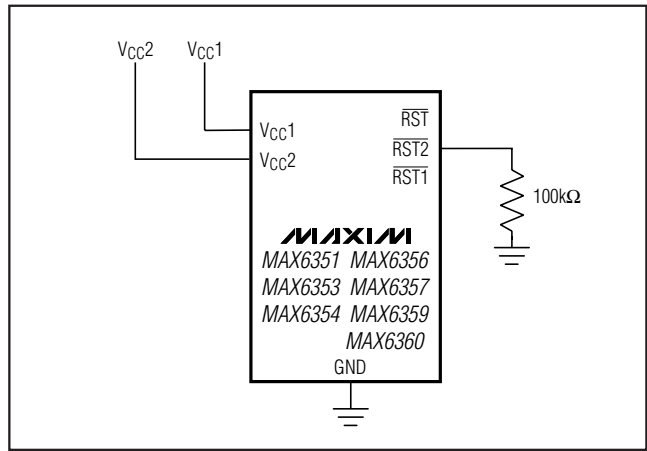 VCC2 VCC1
VCC1
VCC2
RST
RST2
RST1
100kΩ
MAXIM
MAX6351 MAX6356
MAX6353 MAX6357
MAX6354 MAX6359
MAX6360
GND